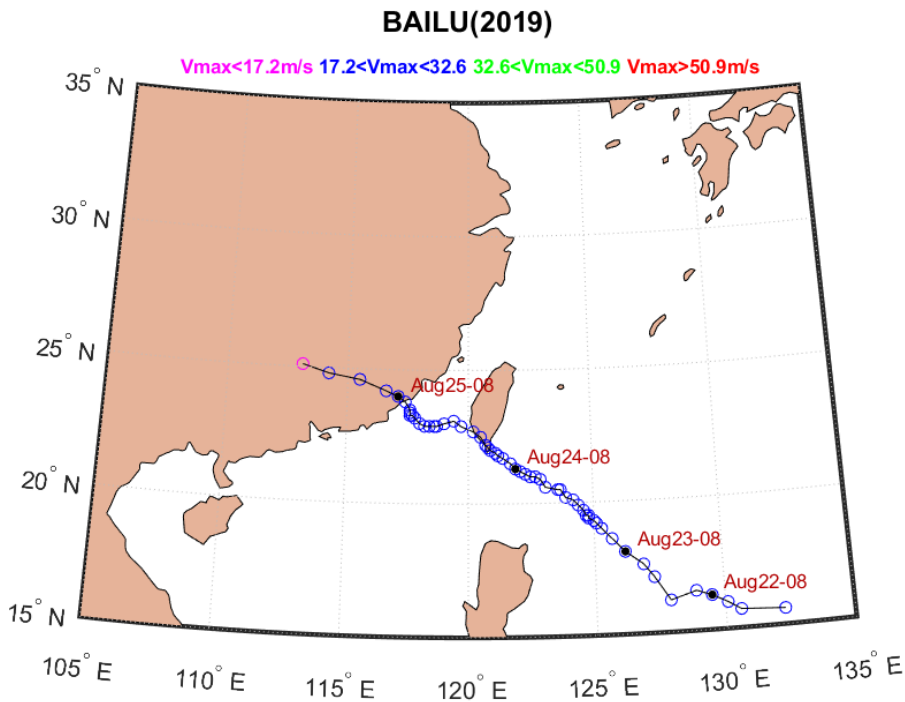 BAILU(2019)
Vmax<17.2m/s 17.2<Vmax<32.6 32.6<Vmax<50.9 Vmax>50.9m/s
35° N
30° N
25° N
20° N
15° N
Aug25-08
Aug24-08
Aug23-08
Aug22-08
105° E
110° E
115° E
120° E
125° E
130° E
135° E